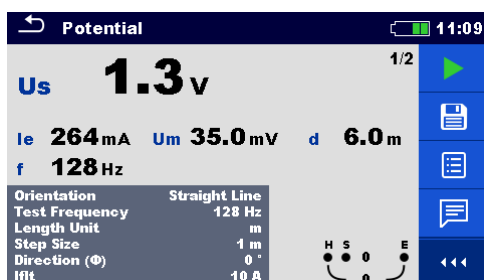 Potential 11:09
1/2
Us 1.3 V
Ie 264 mA Um 35.0 mV d 6.0 m
f 128 Hz
Orientation Straight Line
Test Frequency 128 Hz
Length Unit m
Step Size 1 m
Direction (Φ) 0 °
Iflt 10 A
H S E
0
0